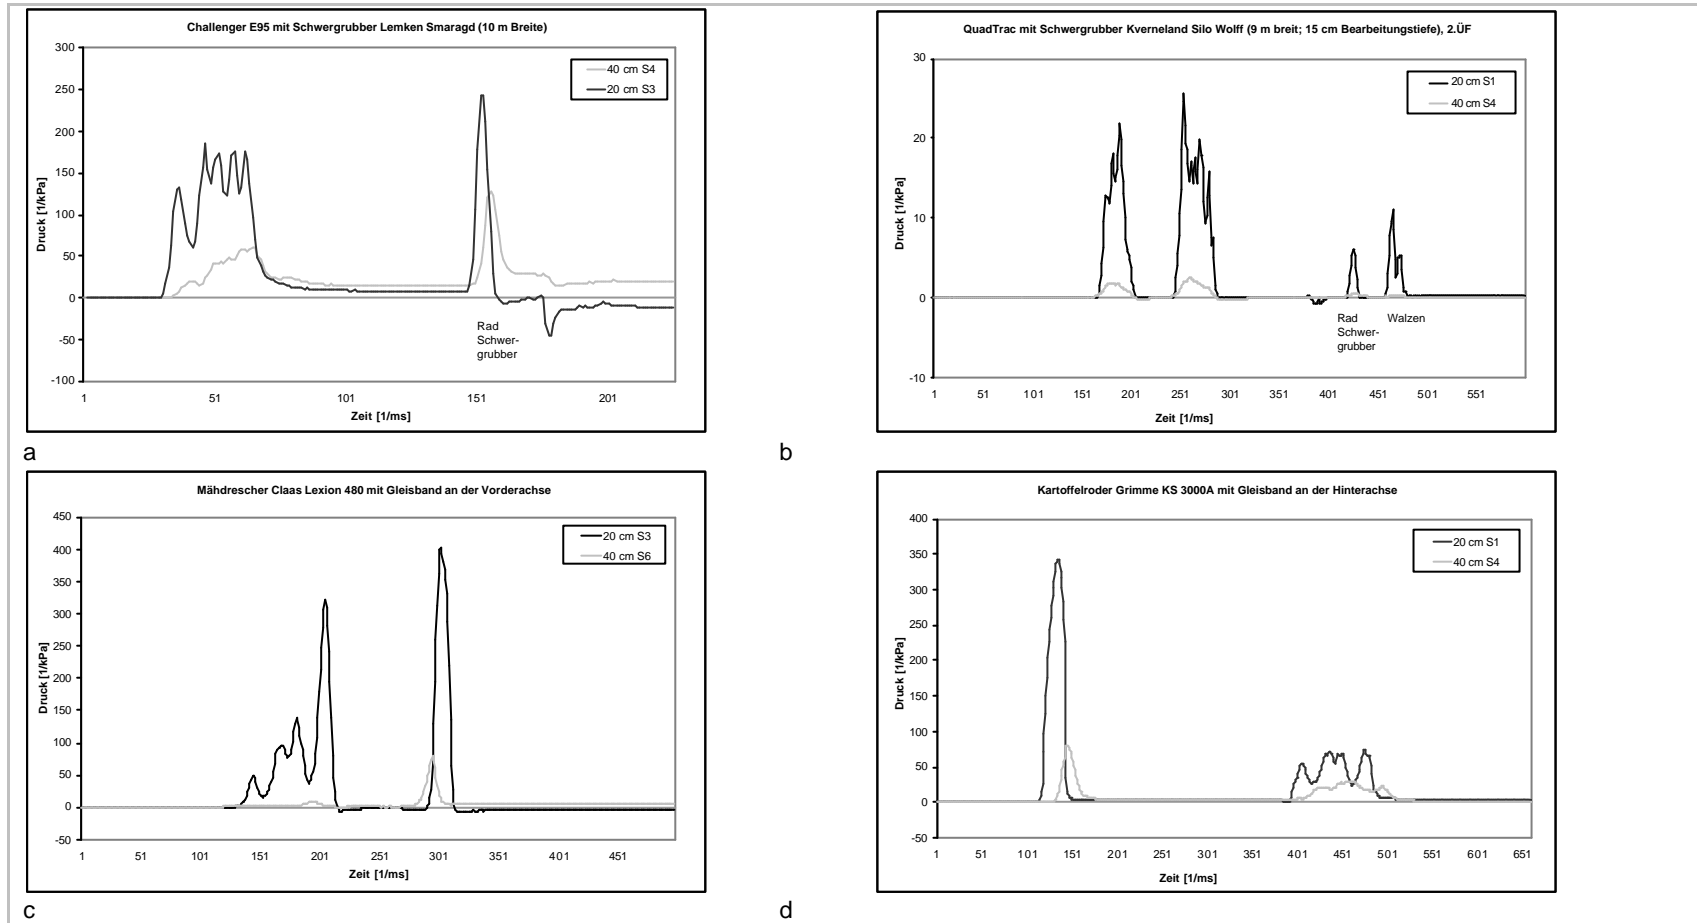 Challenger E95 mit Schwergrubber Lemken Smaragd (10 m Breite)
300
250
200
150
100
50
0
-50
-100
Druck [1/kPa]
40 cm S4
20 cm S3
Rad
Schwer-
grubber
1 51 101 151 201
Zeit [1/ms]
a
QuadTrac mit Schwergrubber Kverneland Silo Wolff (9 m breit; 15 cm Bearbeitungstiefe), 2.ÜF
30
20
10
0
-10
Druck [1/kPa]
20 cm S1
40 cm S4
Rad
Schwer-
grubber
Walzen
1 51 101 151 201 251 301 351 401 451 501 551
Zeit [1/ms]
b
Mähdrescher Claas Lexion 480 mit Gleisband an der Vorderachse
450
400
350
300
250
200
150
100
50
0
-50
Druck [1/kPa]
20 cm S3
40 cm S6
1 51 101 151 201 251 301 351 401 451
Zeit [1/ms]
c
Kartoffelroder Grimme KS 3000A mit Gleisband an der Hinterachse
400
350
300
250
200
150
100
50
0
-50
Druck [1/kPa]
20 cm S1
40 cm S4
1 51 101 151 201 251 301 351 401 451 501 551 601 651
Zeit [1/ms]
d